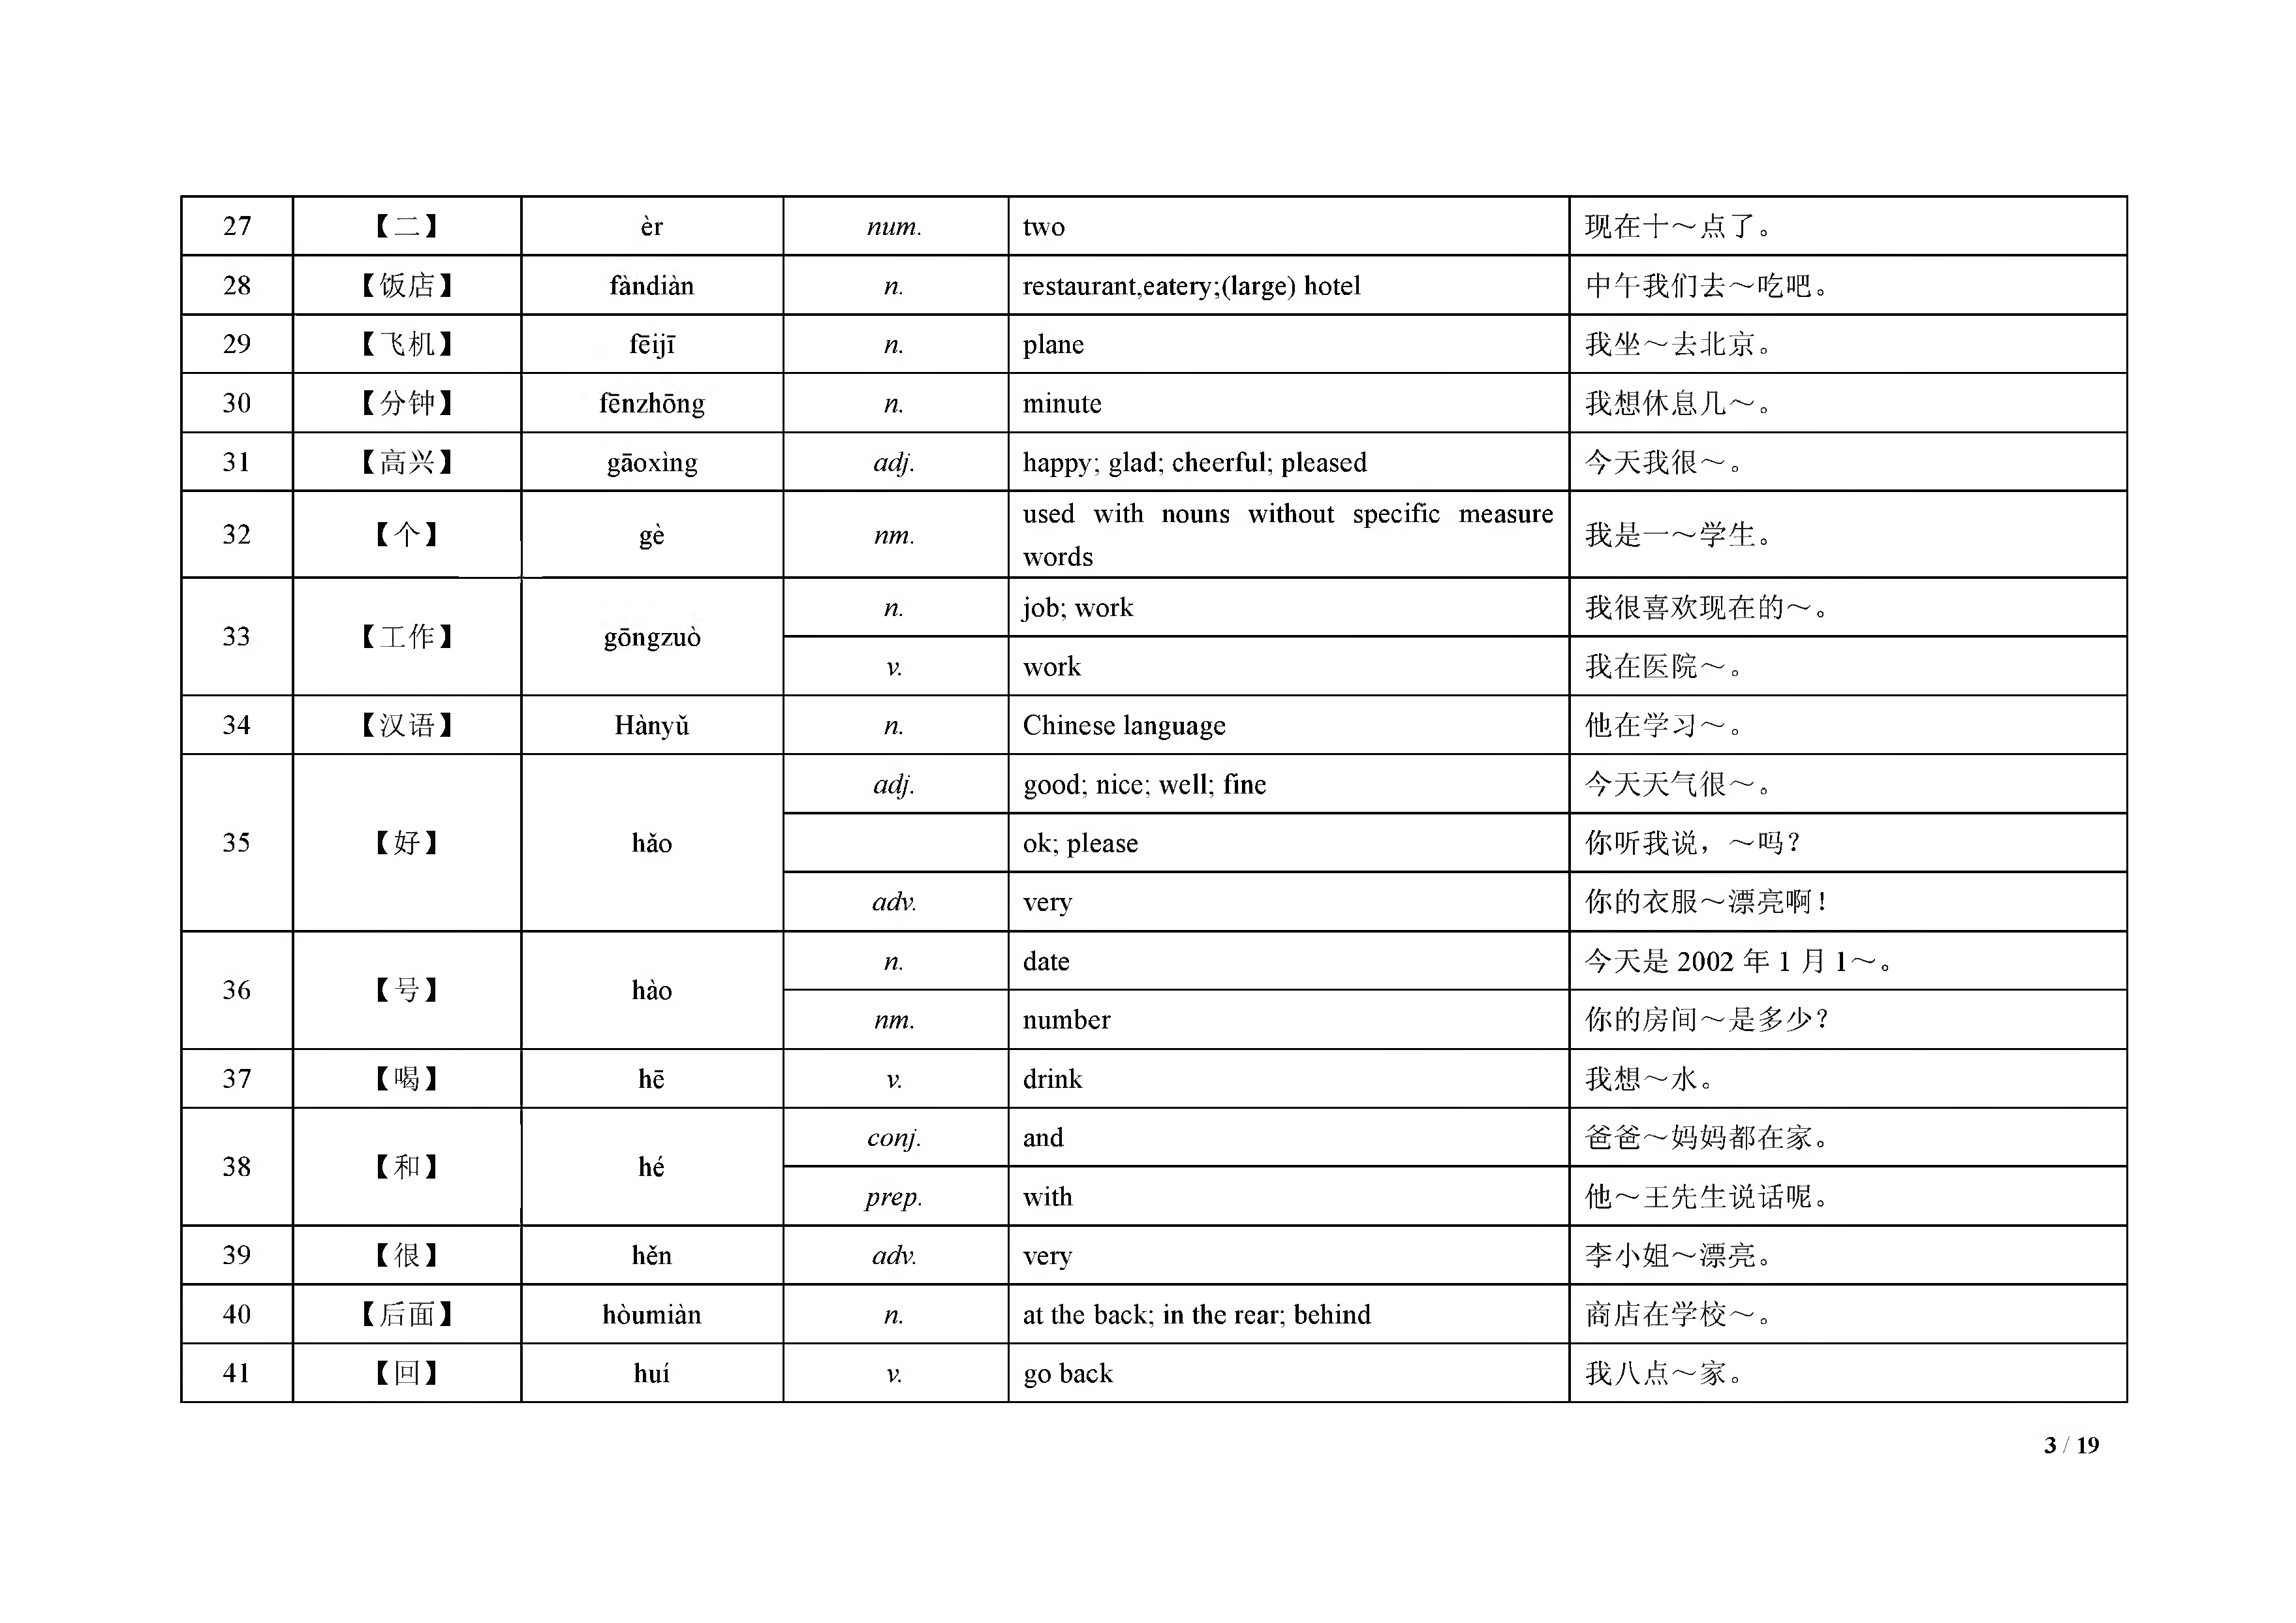 27 【二】 èr num. two 现在十～点了。
28 【饭店】 fàndiàn n. restaurant,eatery;(large) hotel 中午我们去～吃吧。
29 【飞机】 fēijī n. plane 我坐～去北京。
30 【分钟】 fēnzhōng n. minute 我想休息几～。
31 【高兴】 gāoxìng adj. happy; glad; cheerful; pleased 今天我很～。
32 【个】 gè nm. used with nouns without specific measure
words 我是一～学生。
33 【工作】 gōngzuò n. job; work 我很喜欢现在的～。
v. work 我在医院～。
34 【汉语】 Hànyǔ n. Chinese language 他在学习～。
35 【好】 hǎo adj. good; nice; well; fine 今天天气很～。
ok; please 你听我说，～吗？
adv. very 你的衣服～漂亮啊！
36 【号】 hào n. date 今天是 2002 年 1 月 1～。
nm. number 你的房间～是多少？
37 【喝】 hē v. drink 我想～水。
38 【和】 hé conj. and 爸爸～妈妈都在家。
prep. with 他～王先生说话呢。
39 【很】 hěn adv. very 李小姐～漂亮。
40 【后面】 hòumiàn n. at the back; in the rear; behind 商店在学校～。
41 【回】 huí v. go back 我八点～家。
3 / 19